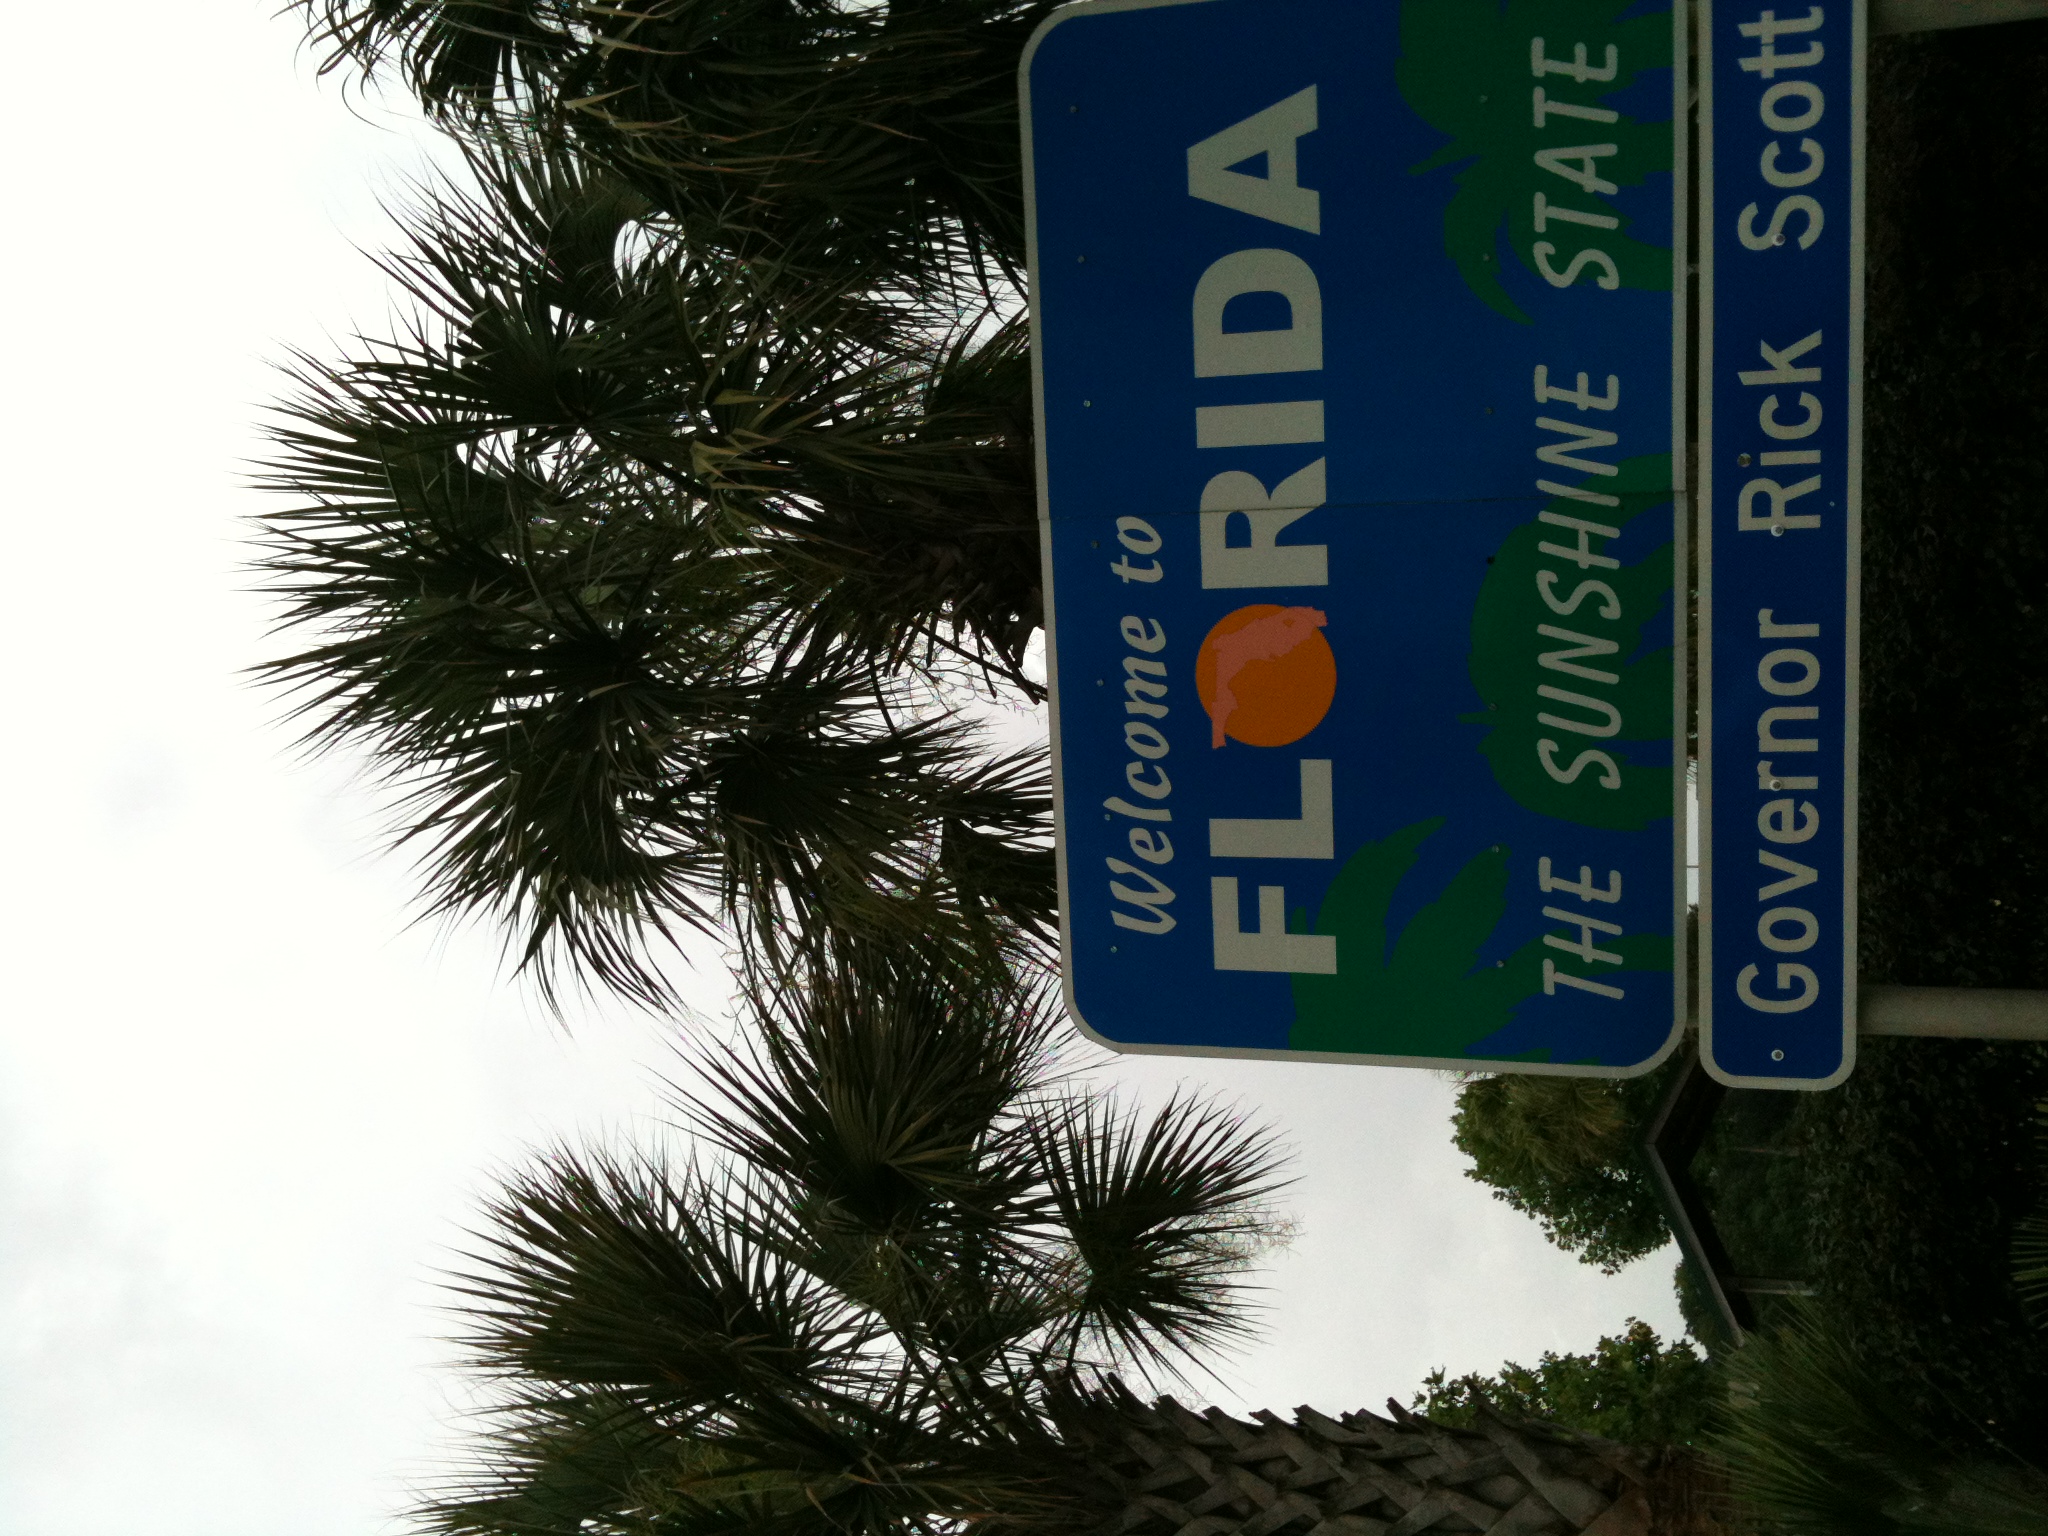 Welcome to
FLORIDA
THE SUNSHINE STATE
Governor Rick Scott